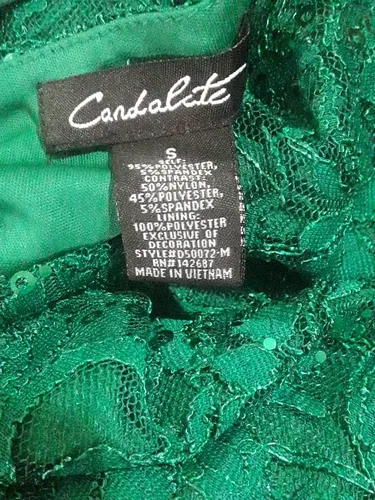 Candalite
S
SELF:
95%POLYESTER,
5%SPANDEX
CONTRAST:
50%NYLON,
45%POLYESTER,
5%SPANDEX
LINING:
100%POLYESTER
EXCLUSIVE OF
DECORATION
STYLE#D50072-M
RN#142687
MADE IN VIETNAM